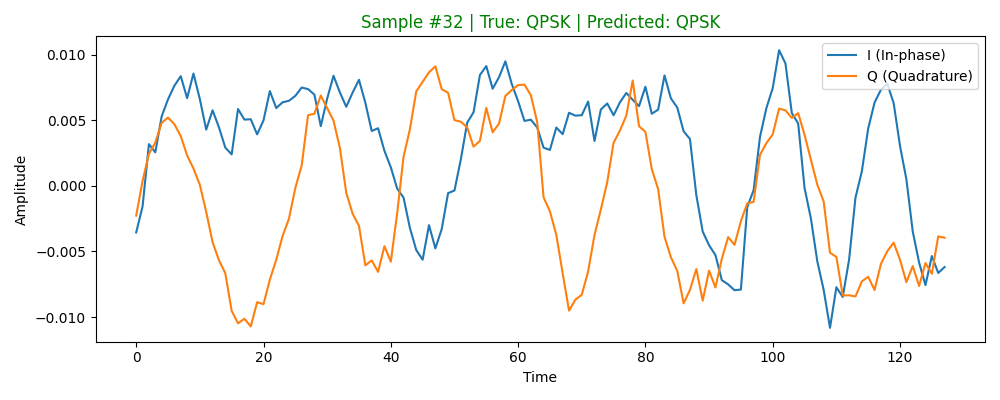 Sample #32 | True: QPSK | Predicted: QPSK
I (In-phase)
Q (Quadrature)
Amplitude
0.010
0.005
0.000
−0.005
−0.010
0 20 40 60 80 100 120
Time